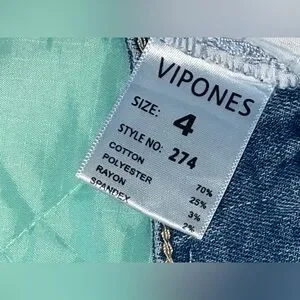 VIPONES
SIZE: 4
STYLE NO: 274
COTTON 70%
POLYESTER 25%
RAYON 3%
SPANDEX 2%